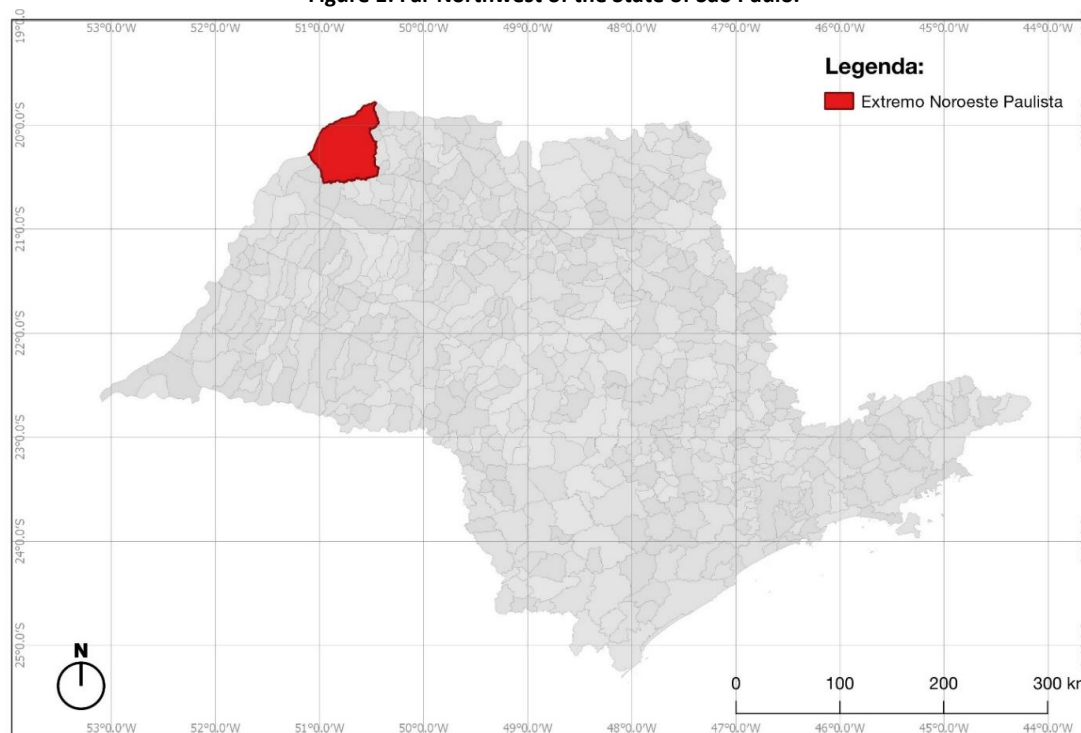 Far Northwest of the State of São Paulo.
53°0.0'W 52°0.0'W 51°0.0'W 50°0.0'W 49°0.0'W 48°0.0'W 47°0.0'W 46°0.0'W 45°0.0'W 44°0.0'W
19°0.0
Legenda:
Extremo Noroeste Paulista
20°0.0'S
21°0.0'S
22°0.0'S
23°0.0'S
24°0.0'S
25°0.0'S
N
0 100 200 300
53°0.0'W 52°0.0'W 51°0.0'W 50°0.0'W 49°0.0'W 48°0.0'W 47°0.0'W 46°0.0'W 45°0.0'W 44°0.0'W